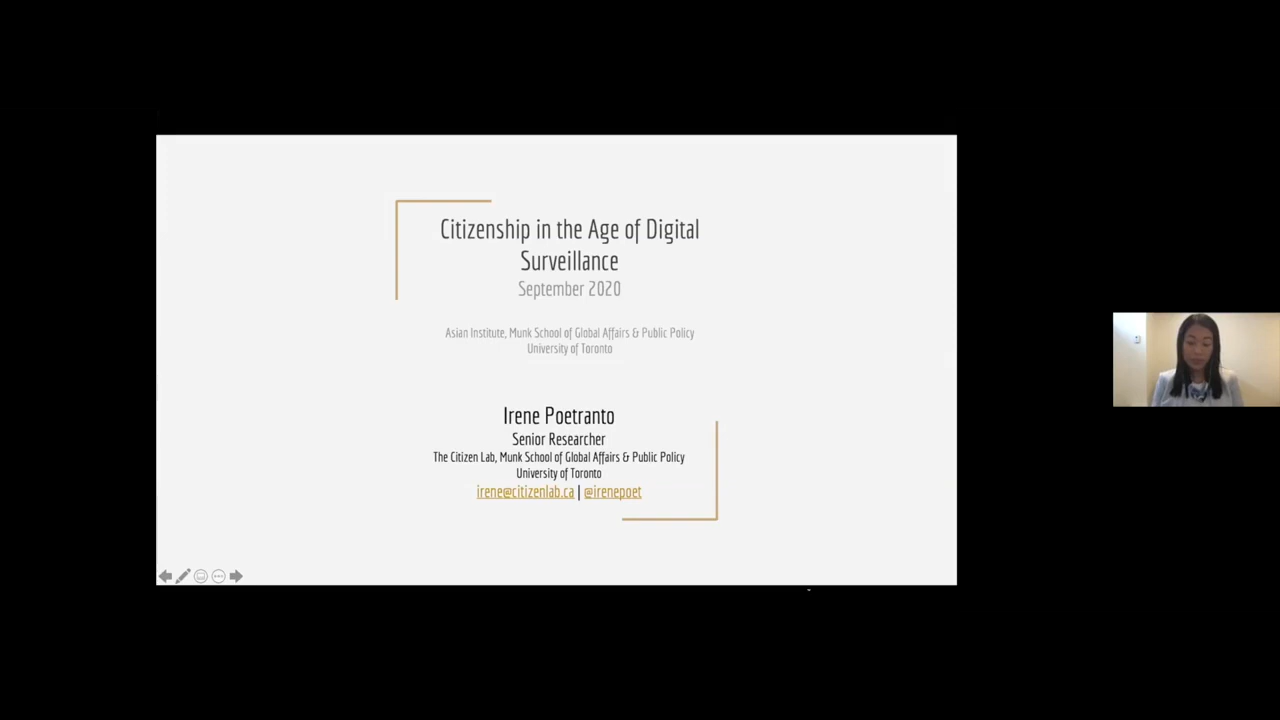 Citizenship in the Age of Digital
Surveillance
September 2020
Asian Institute, Munk School of Global Affairs & Public Policy
University of Toronto
Irene Poetranto
Senior Researcher
The Citizen Lab, Munk School of Global Affairs & Public Policy
University of Toronto
irene@citizenlab.ca | @irenepoet